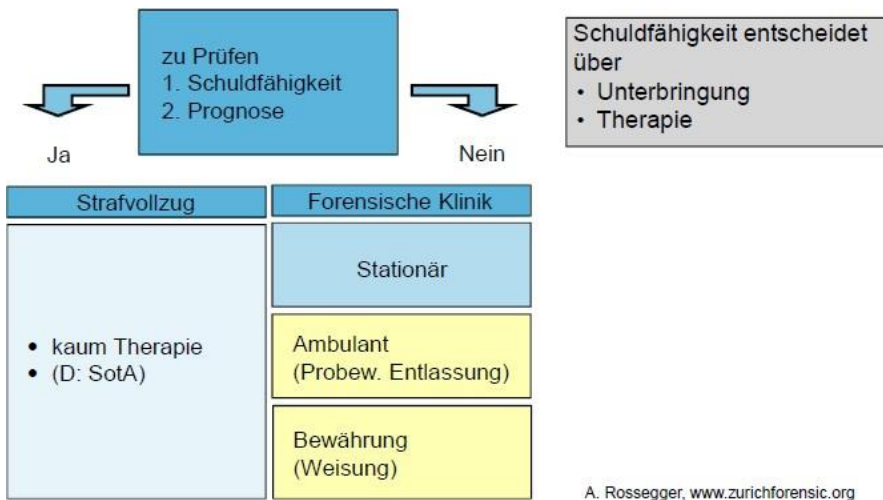 zu Prüfen
1. Schuldfähigkeit
2. Prognose
Ja
Nein
Schuldfähigkeit entscheidet
über
• Unterbringung
• Therapie
Strafvollzug
• kaum Therapie
• (D: SotA)
Forensische Klinik
Stationär
Ambulant
(Probew. Entlassung)
Bewährung
(Weisung)
A. Rossegger, www.zurichforensic.org